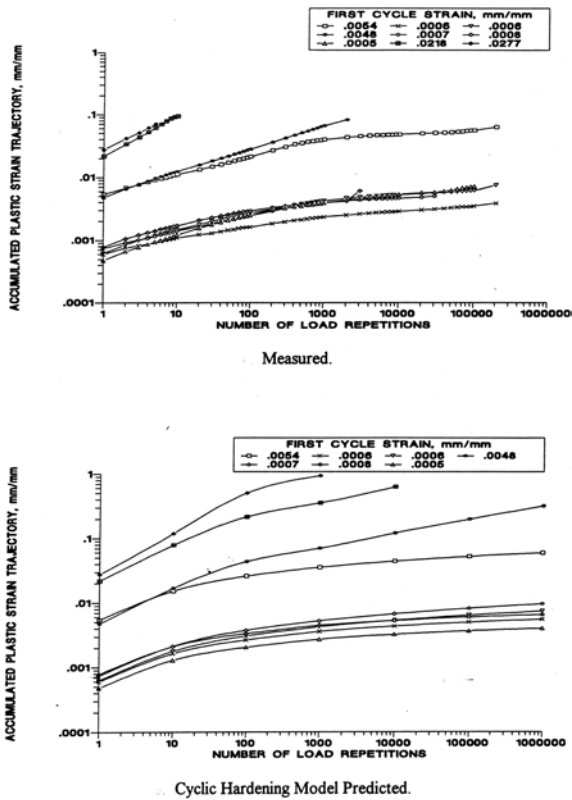 FIRST CYCLE STRAIN, mm/mm
.0054 .0006 .0006
.0048 .0007 .0008
.0005 .0218 .0277
ACCUMULATED PLASTIC STRAIN TRAJECTORY, mm/mm
1
.1
.01
.001
.0001
1 10 100 1000 10000 100000 1000000
NUMBER OF LOAD REPETITIONS
Measured.
FIRST CYCLE STRAIN, mm/mm
.0054 .0006 .0006 .0048
.0007 .0008 .0005
ACCUMULATED PLASTIC STRAIN TRAJECTORY, mm/mm
1
.1
.01
.001
.0001
1 10 100 1000 10000 100000 1000000
NUMBER OF LOAD REPETITIONS
Cyclic Hardening Model Predicted.